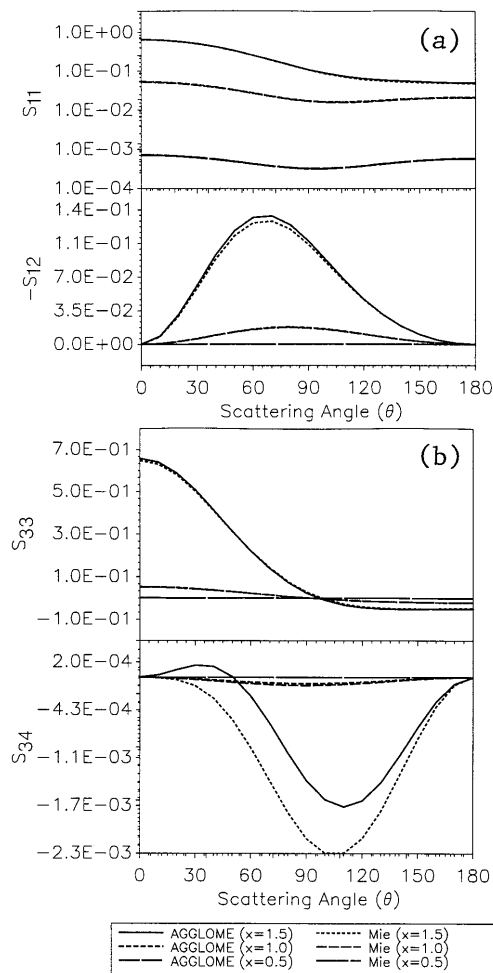 (a)
1.0E+00
1.0E-01
1.0E-02
1.0E-03
1.0E-04
S11
1.4E-01
1.1E-01
7.0E-02
3.5E-02
0.0E+00
-S12
0 30 60 90 120 150 180
Scattering Angle (θ)
(b)
7.0E-01
5.0E-01
3.0E-01
1.0E-01
-1.0E-01
S33
2.0E-04
-4.3E-04
-1.1E-03
-1.7E-03
-2.3E-03
S34
0 30 60 90 120 150 180
Scattering Angle (θ)
AGGLOME (x=1.5) Mie (x=1.5)
AGGLOME (x=1.0) Mie (x=1.0)
AGGLOME (x=0.5) Mie (x=0.5)